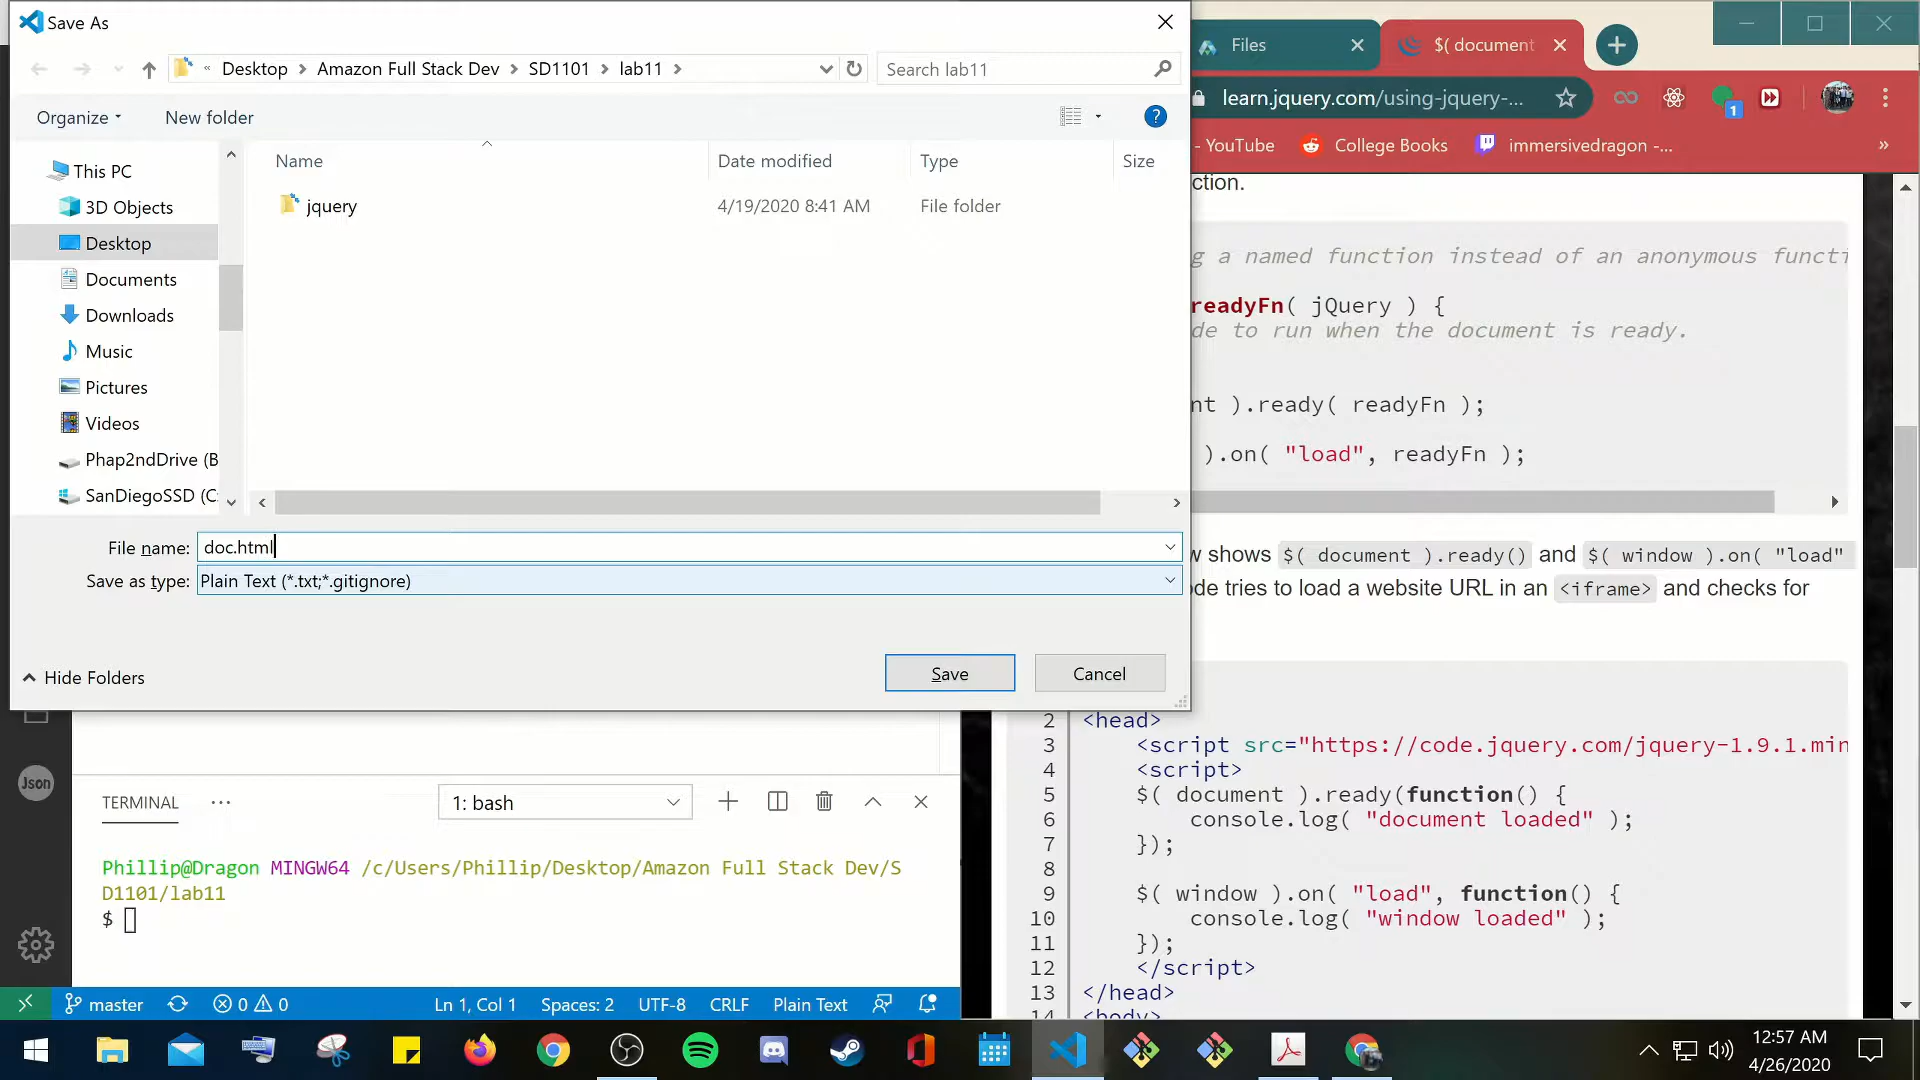 Save As
« Desktop › Amazon Full Stack Dev › SD1101 › lab11 ›
Search lab11
Organize
New folder
?
This PC
3D Objects
Desktop
Documents
Downloads
Music
Pictures
Videos
Phap2ndDrive (B
SanDiegoSSD (C:
Name
Date modified
Type
Size
jquery
4/19/2020 8:41 AM
File folder
File name:
doc.html
Save as type:
Plain Text (*.txt;*.gitignore)
Hide Folders
Save
Cancel
Json
TERMINAL
...
1: bash
Phillip@Dragon MINGW64 /c/Users/Phillip/Desktop/Amazon Full Stack Dev/S
D1101/lab11
$
master
0
0
Ln 1, Col 1
Spaces: 2
UTF-8
CRLF
Plain Text
Files
$( document
learn.jquery.com/using-jquery-...
1
- YouTube
College Books
immersivedragon -...
»
ction.
g a named function instead of an anonymous functi
readyFn( jQuery ) {
de to run when the document is ready.
nt ).ready( readyFn );
).on( "load", readyFn );
w shows $( document ).ready() and $( window ).on( "load"
de tries to load a website URL in an <iframe> and checks for
2 <head>
3 <script src="https://code.jquery.com/jquery-1.9.1.min
4 <script>
5 $( document ).ready(function() {
6 console.log( "document loaded" );
7 });
8
9 $( window ).on( "load", function() {
10 console.log( "window loaded" );
11 });
12 </script>
13 </head>
14 <body>
12:57 AM
4/26/2020